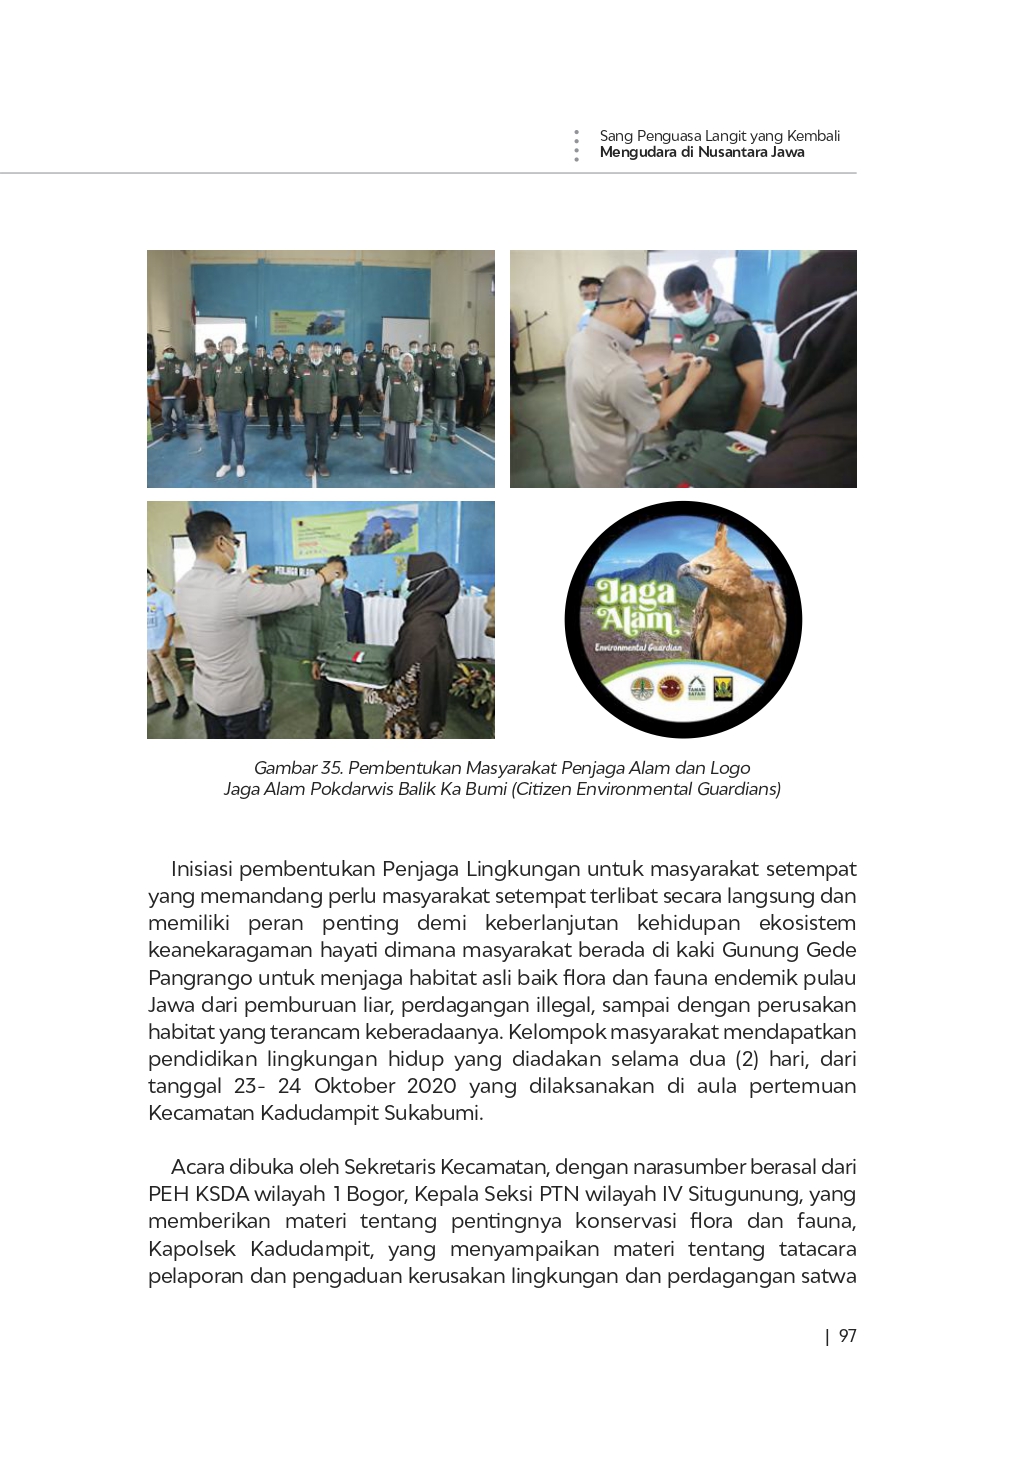 Sang Penguasa Langit yang Kembali
Mengudara di Nusantara Jawa
PENJAGA ALAM
Jaga
Alam
Environmental Guardian
TAMAN
SAFARI
Gambar 35. Pembentukan Masyarakat Penjaga Alam dan Logo
Jaga Alam Pokdarwis Balik Ka Bumi (Citizen Environmental Guardians)
Inisiasi pembentukan Penjaga Lingkungan untuk masyarakat setempat
yang memandang perlu masyarakat setempat terlibat secara langsung dan
memiliki peran penting demi keberlanjutan kehidupan ekosistem
keanekaragaman hayati dimana masyarakat berada di kaki Gunung Gede
Pangrango untuk menjaga habitat asli baik flora dan fauna endemik pulau
Jawa dari pemburuan liar, perdagangan illegal, sampai dengan perusakan
habitat yang terancam keberadaanya. Kelompok masyarakat mendapatkan
pendidikan lingkungan hidup yang diadakan selama dua (2) hari, dari
tanggal 23- 24 Oktober 2020 yang dilaksanakan di aula pertemuan
Kecamatan Kadudampit Sukabumi.
Acara dibuka oleh Sekretaris Kecamatan, dengan narasumber berasal dari
PEH KSDA wilayah 1 Bogor, Kepala Seksi PTN wilayah IV Situgunung, yang
memberikan materi tentang pentingnya konservasi flora dan fauna,
Kapolsek Kadudampit, yang menyampaikan materi tentang tatacara
pelaporan dan pengaduan kerusakan lingkungan dan perdagangan satwa
| 97